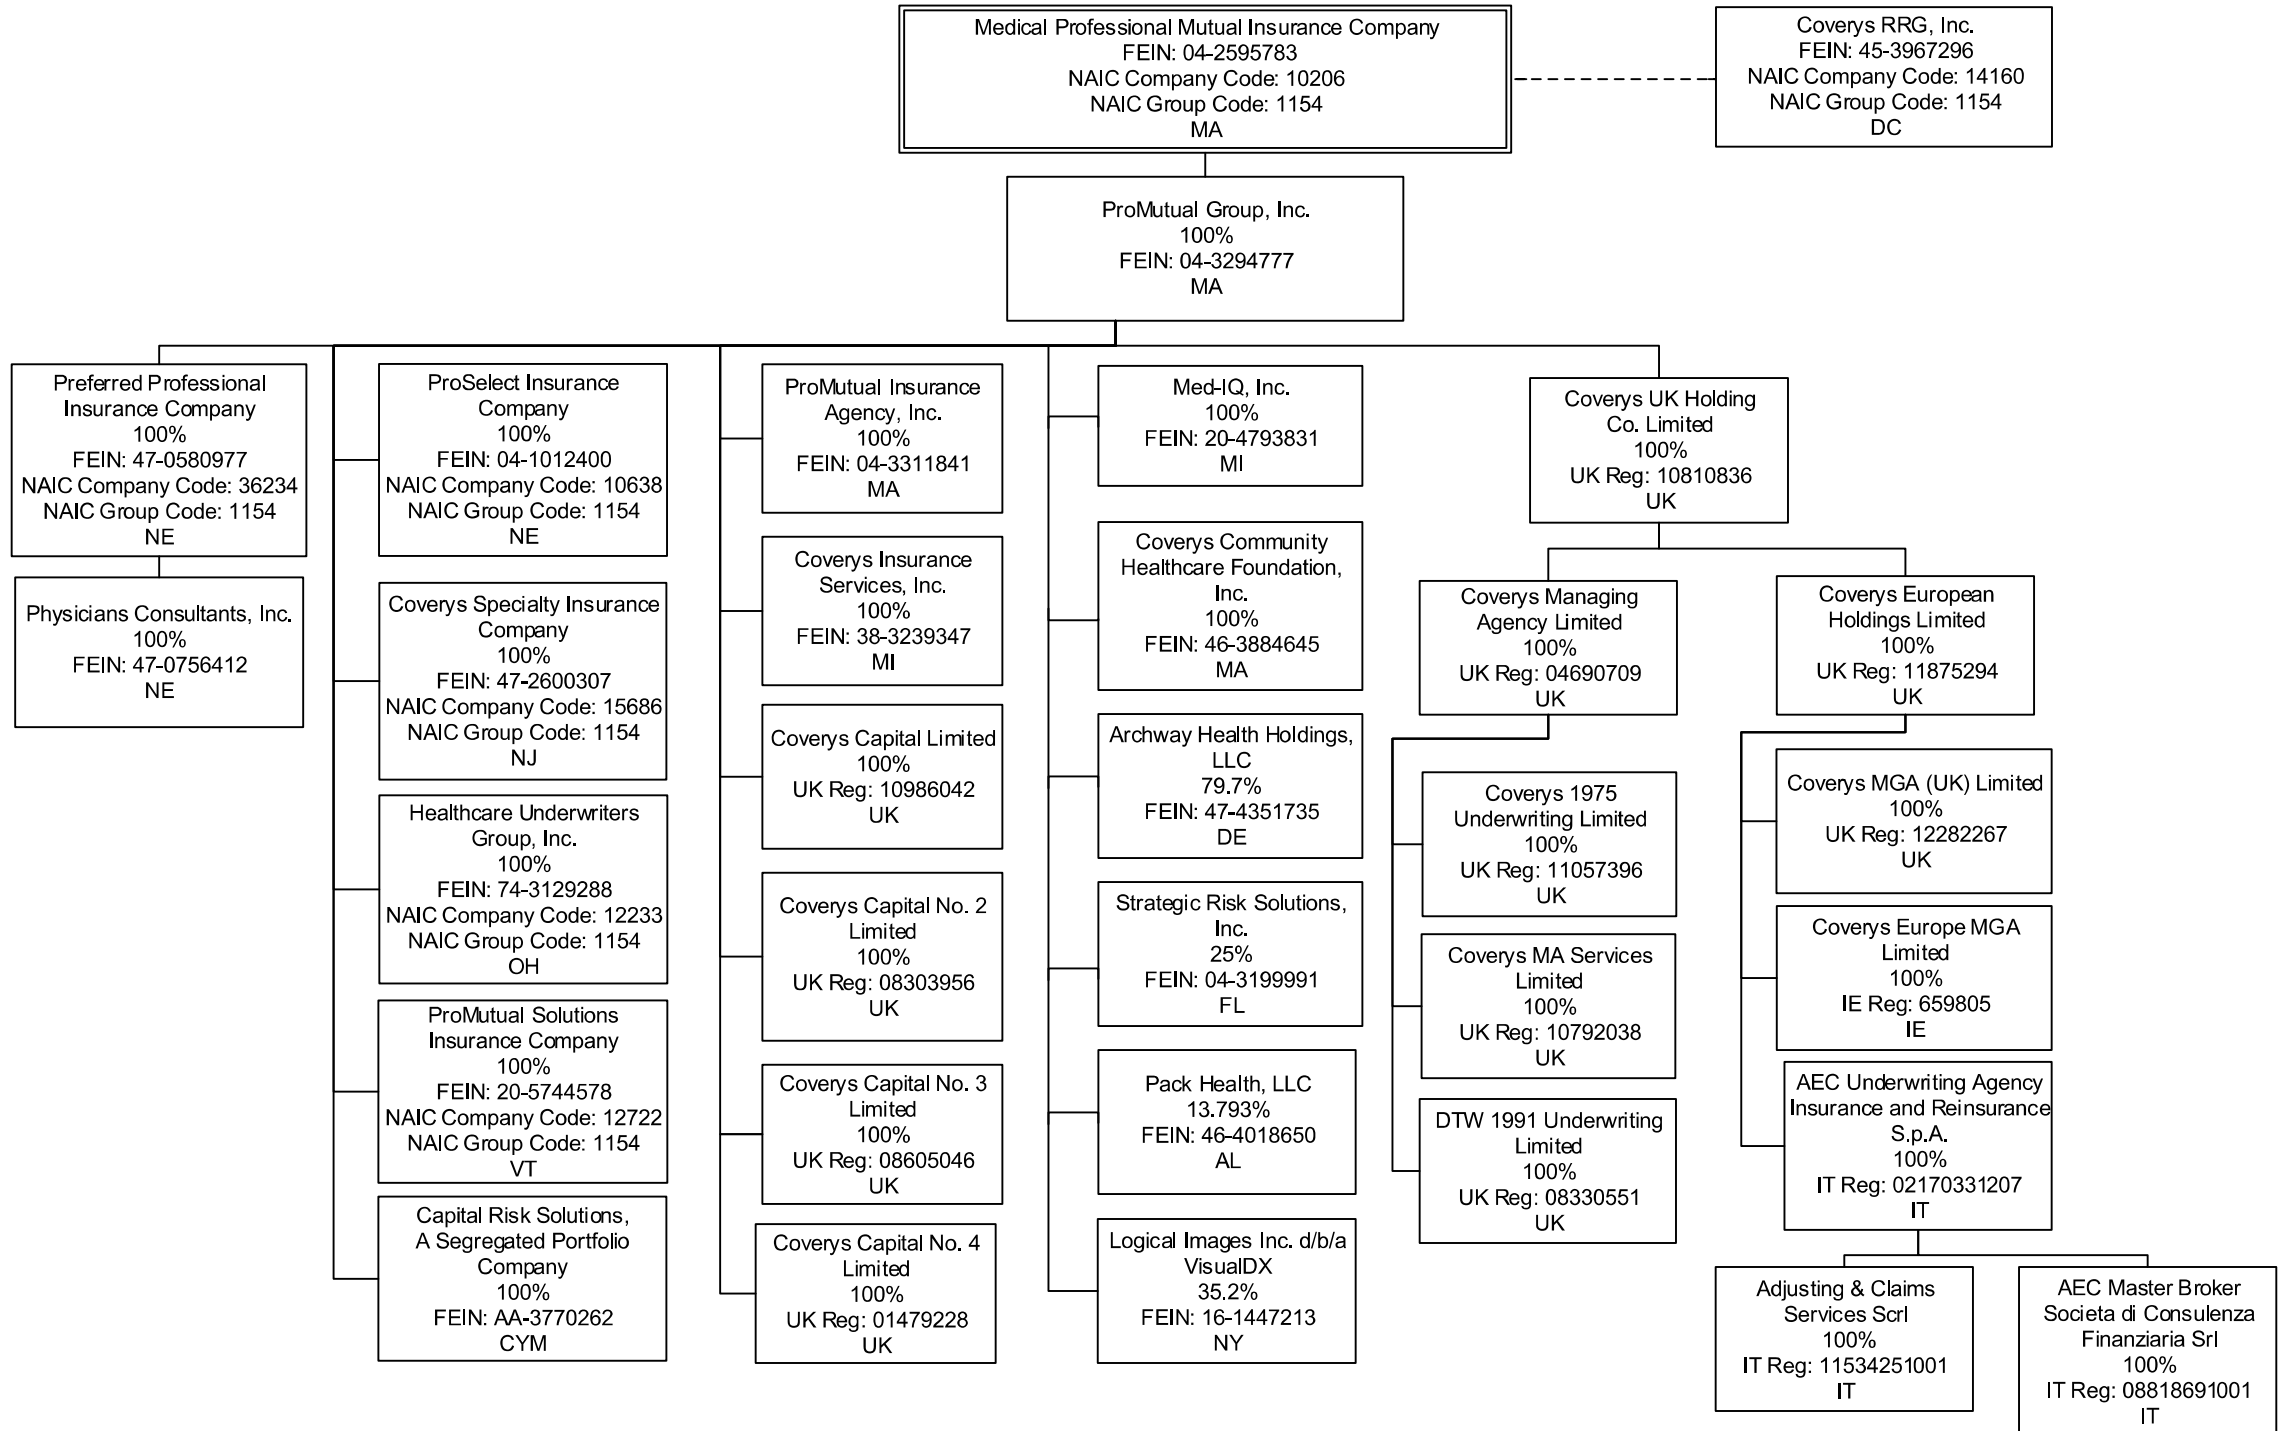 Medical Professional Mutual Insurance Company
FEIN: 04-2595783
NAIC Company Code: 10206
NAIC Group Code: 1154
MA
Coverys RRG, Inc.
FEIN: 45-3967296
NAIC Company Code: 14160
NAIC Group Code: 1154
DC
ProMutual Group, Inc.
100%
FEIN: 04-3294777
MA
Preferred Professional
Insurance Company
100%
FEIN: 47-0580977
NAIC Company Code: 36234
NAIC Group Code: 1154
NE
Physicians Consultants, Inc.
100%
FEIN: 47-0756412
NE
ProSelect Insurance
Company
100%
FEIN: 04-1012400
NAIC Company Code: 10638
NAIC Group Code: 1154
NE
Coverys Specialty Insurance
Company
100%
FEIN: 47-2600307
NAIC Company Code: 15686
NAIC Group Code: 1154
NJ
Healthcare Underwriters
Group, Inc.
100%
FEIN: 74-3129288
NAIC Company Code: 12233
NAIC Group Code: 1154
OH
ProMutual Solutions
Insurance Company
100%
FEIN: 20-5744578
NAIC Company Code: 12722
NAIC Group Code: 1154
VT
Capital Risk Solutions,
A Segregated Portfolio
Company
100%
FEIN: AA-3770262
CYM
ProMutual Insurance
Agency, Inc.
100%
FEIN: 04-3311841
MA
Coverys Insurance
Services, Inc.
100%
FEIN: 38-3239347
MI
Coverys Capital Limited
100%
UK Reg: 10986042
UK
Coverys Capital No. 2
Limited
100%
UK Reg: 08303956
UK
Coverys Capital No. 3
Limited
100%
UK Reg: 08605046
UK
Coverys Capital No. 4
Limited
100%
UK Reg: 01479228
UK
Med-IQ, Inc.
100%
FEIN: 20-4793831
MI
Coverys Community
Healthcare Foundation,
Inc.
100%
FEIN: 46-3884645
MA
Archway Health Holdings,
LLC
79.7%
FEIN: 47-4351735
DE
Strategic Risk Solutions,
Inc.
25%
FEIN: 04-3199991
FL
Pack Health, LLC
13.793%
FEIN: 46-4018650
AL
Logical Images Inc. d/b/a
VisualDX
35.2%
FEIN: 16-1447213
NY
Coverys UK Holding
Co. Limited
100%
UK Reg: 10810836
UK
Coverys Managing
Agency Limited
100%
UK Reg: 04690709
UK
Coverys 1975
Underwriting Limited
100%
UK Reg: 11057396
UK
Coverys MA Services
Limited
100%
UK Reg: 10792038
UK
DTW 1991 Underwriting
Limited
100%
UK Reg: 08330551
UK
Coverys European
Holdings Limited
100%
UK Reg: 11875294
UK
Coverys MGA (UK) Limited
100%
UK Reg: 12282267
UK
Coverys Europe MGA
Limited
100%
IE Reg: 659805
IE
AEC Underwriting Agency
Insurance and Reinsurance
S.p.A.
100%
IT Reg: 02170331207
IT
Adjusting & Claims
Services Scrl
100%
IT Reg: 11534251001
IT
AEC Master Broker
Societa di Consulenza
Finanziaria Srl
100%
IT Reg: 08818691001
IT